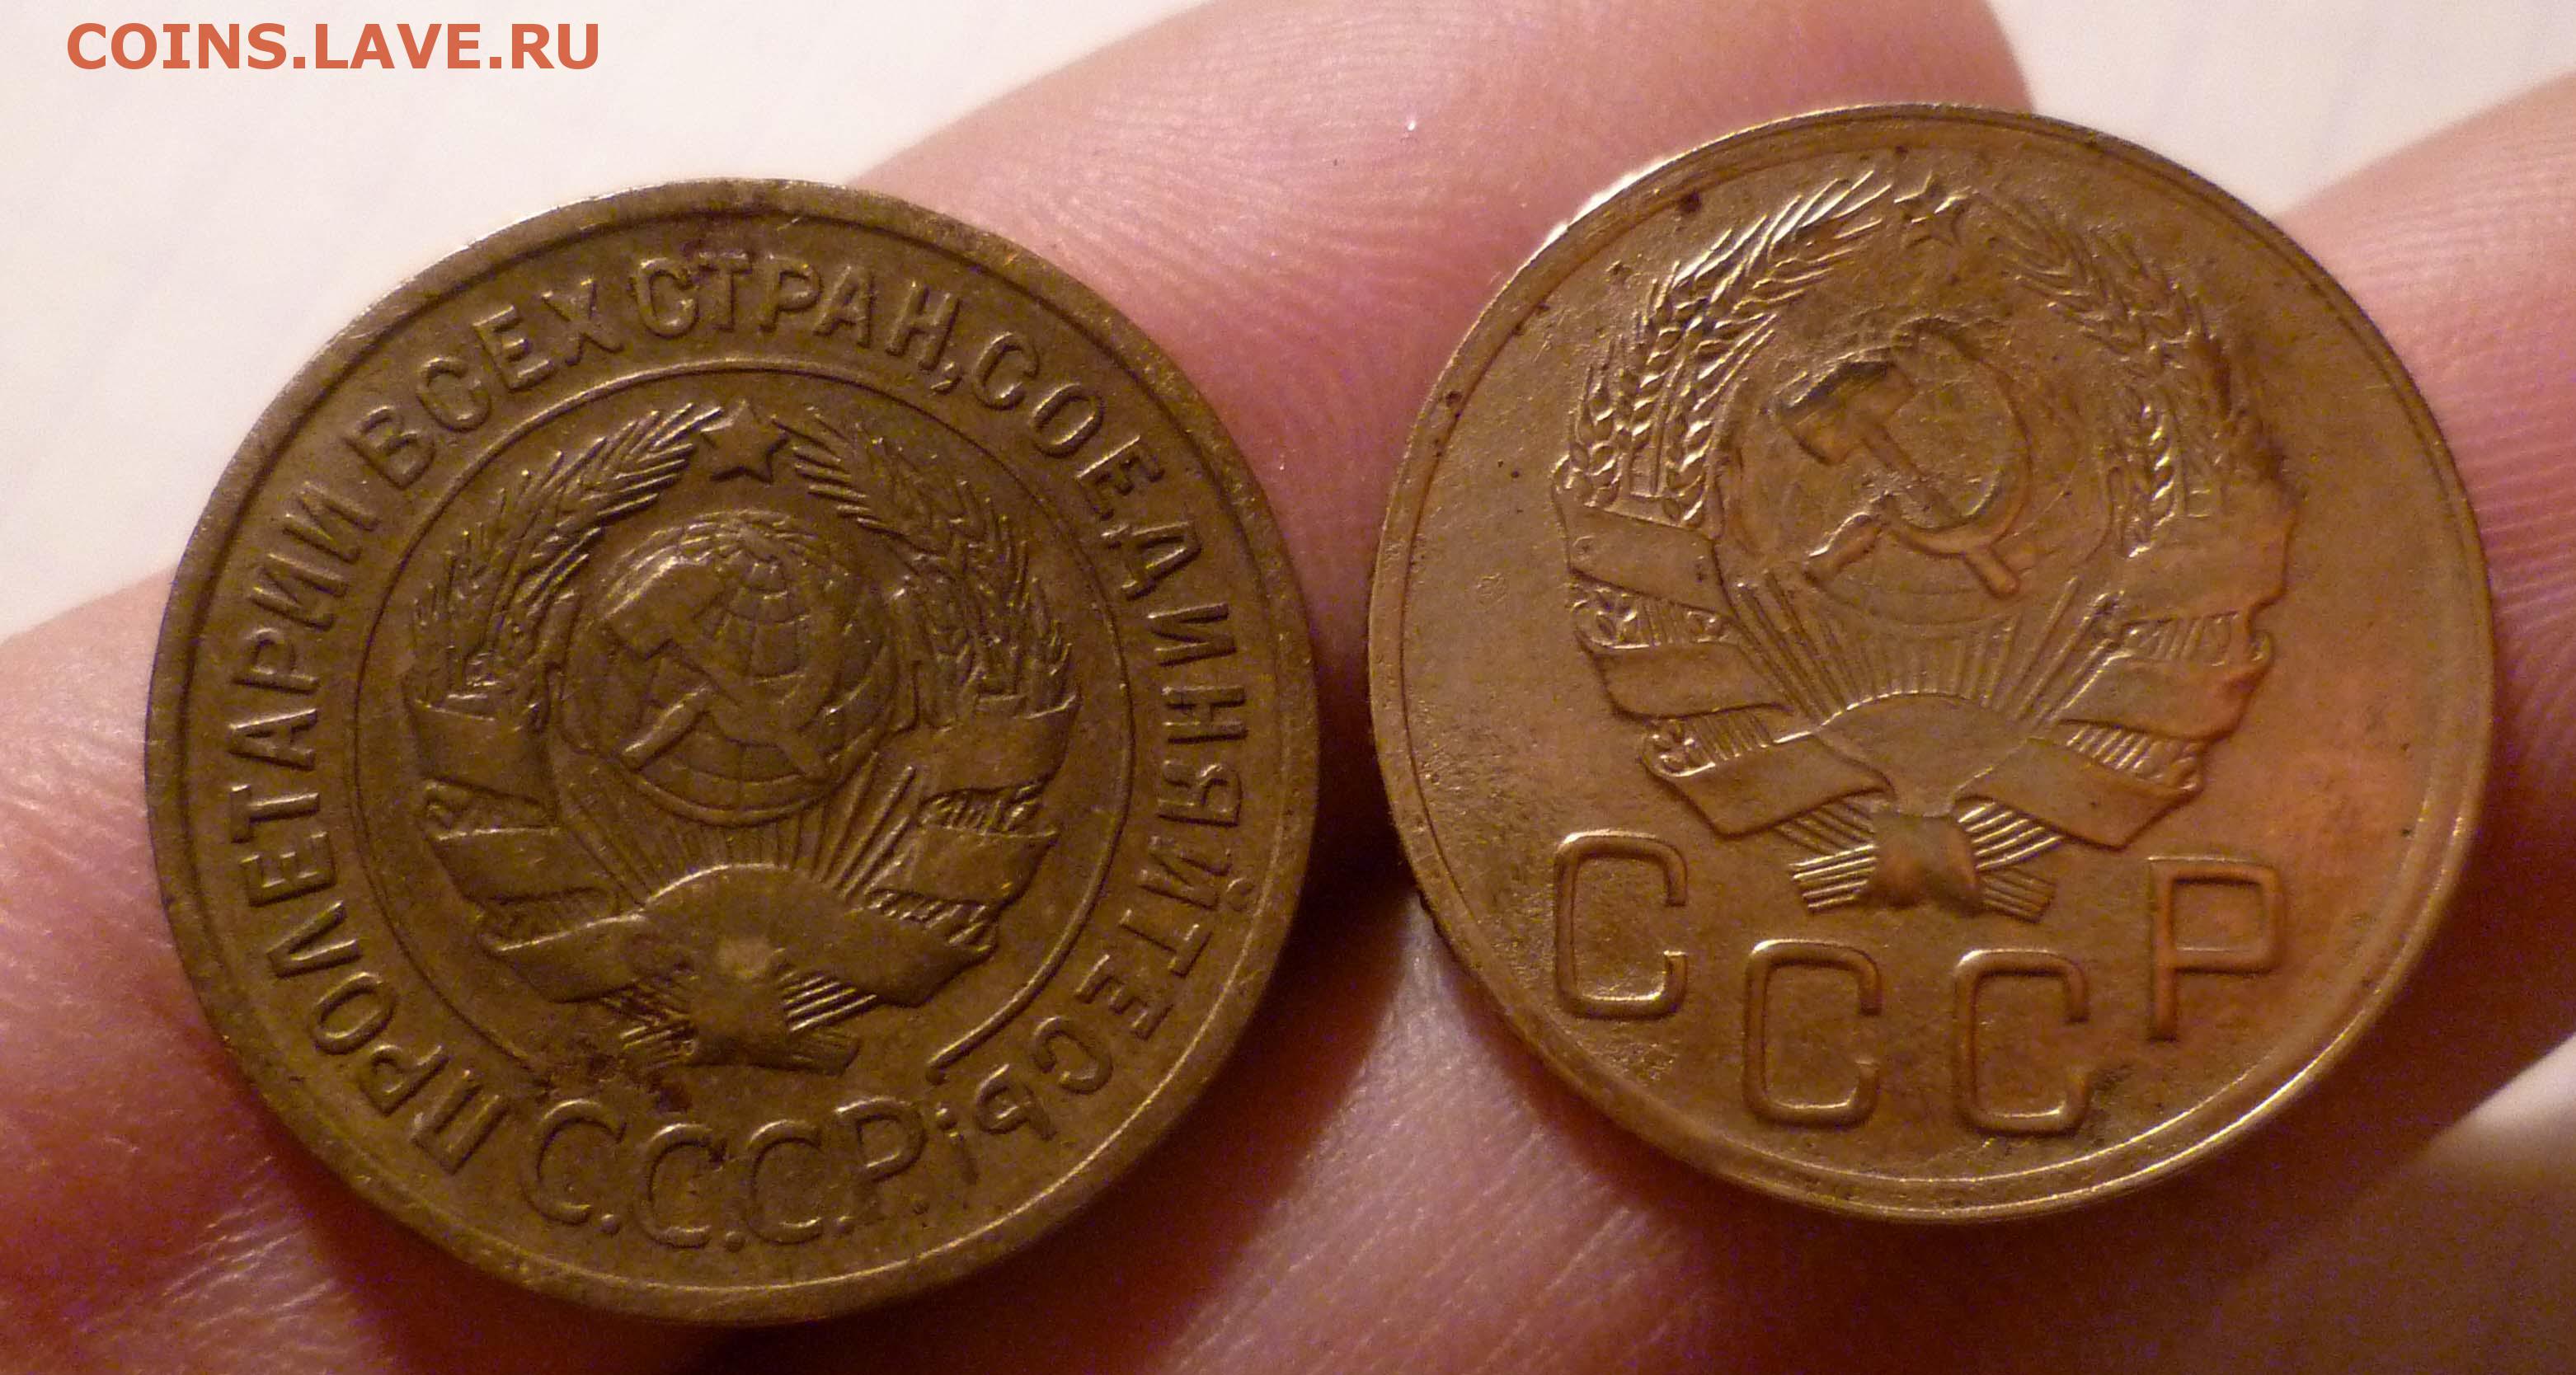 COINS.LAVE.RU
ПРОЛЕТАРИИ ВСЕХ СТРАН, СОЕДИНЯЙТЕСЬ!
С.С.С.Р.
СССР